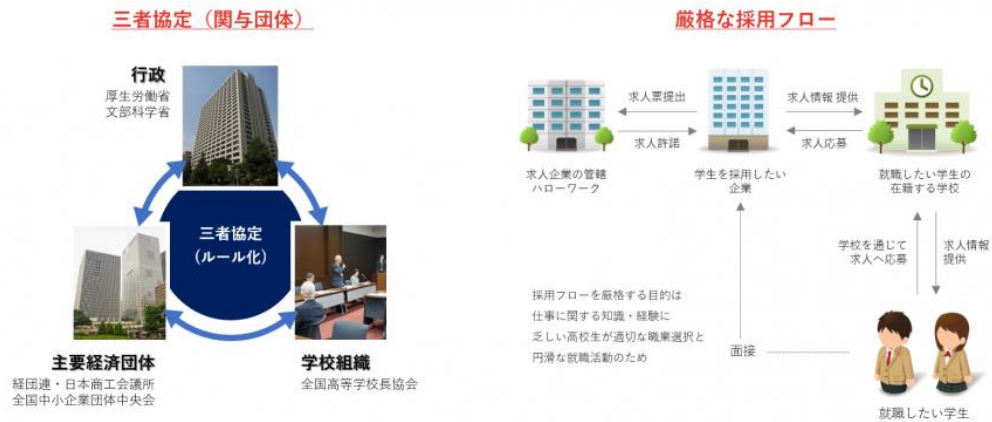 三者協定（関与団体）
行政
厚生労働省
文部科学省
三者協定
(ルール化)
主要経済団体
経団連・日本商工会議所
全国中小企業団体中央会
学校組織
全国高等学校長協会
厳格な採用フロー
求人票提出
求人許諾
求人情報 提供
求人応募
求人企業の管轄
ハローワーク
学生を採用したい
企業
就職したい学生の
在籍する学校
学校を通じて
求人へ応募
求人情報
提供
採用フローを厳格する目的は
仕事に関する知識・経験に
乏しい高校生が適切な職業選択と
円滑な就職活動のため
面接
就職したい学生